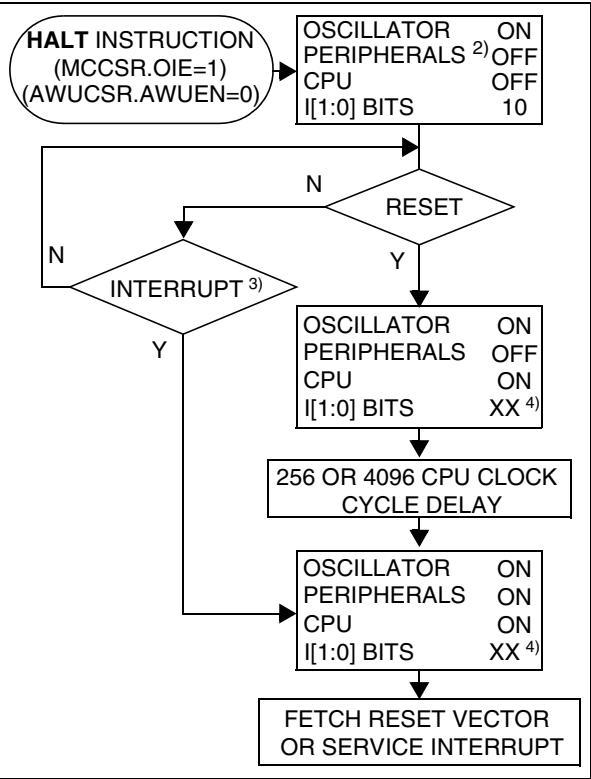 HALT INSTRUCTION
(MCCSR.OIE=1)
(AWUCSR.AWUEN=0)
OSCILLATOR ON
PERIPHERALS 2) OFF
CPU OFF
I[1:0] BITS 10
N
RESET
N
Y
INTERRUPT 3)
Y
OSCILLATOR ON
PERIPHERALS OFF
CPU ON
I[1:0] BITS XX 4)
256 OR 4096 CPU CLOCK
CYCLE DELAY
OSCILLATOR ON
PERIPHERALS ON
CPU ON
I[1:0] BITS XX 4)
FETCH RESET VECTOR
OR SERVICE INTERRUPT